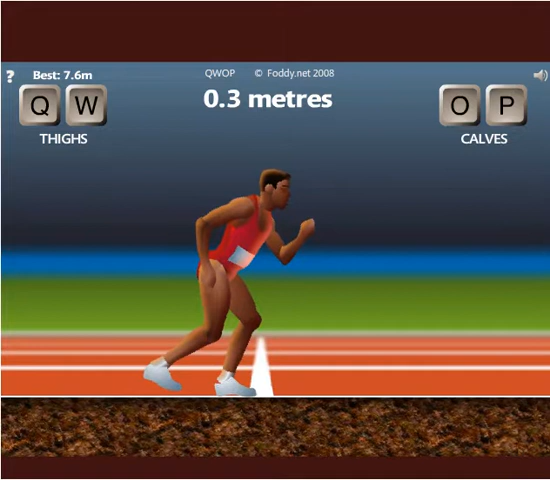 ?
Best: 7.6m
QWOP © Foddy.net 2008
Q W
0.3 metres
O P
THIGHS
CALVES